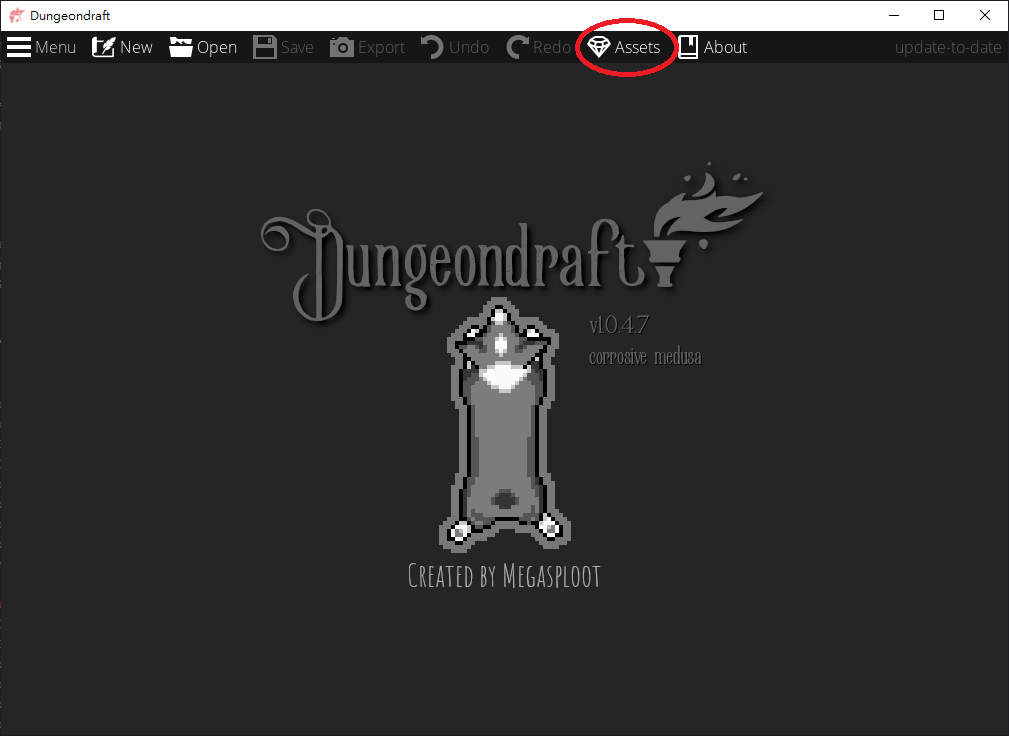 Dungeondraft
Menu New Open Save Export Undo Redo Assets About update-to-date
Dungeondraft
v1.0.4.7
corrosive medusa
Created by Megasploot